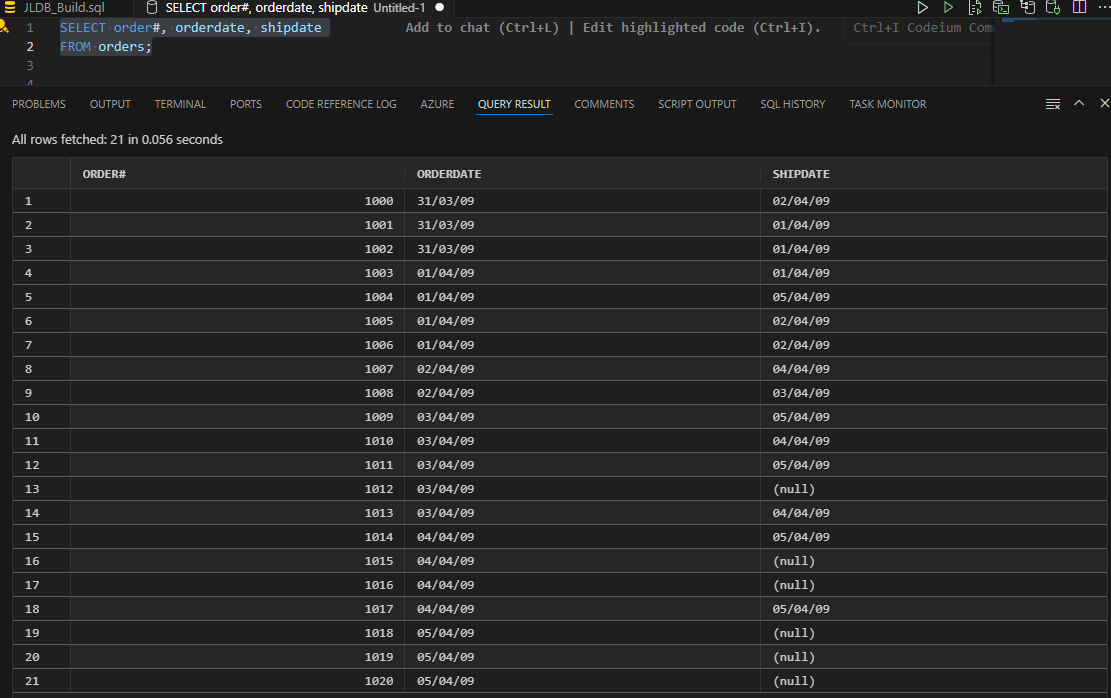 JLDB_Build.sql SELECT order#, orderdate, shipdate Untitled-1
1 SELECT order#, orderdate, shipdate Add to chat (Ctrl+L) | Edit highlighted code (Ctrl+I). Ctrl+I Codeium Com
2 FROM orders;
3
4
PROBLEMS OUTPUT TERMINAL PORTS CODE REFERENCE LOG AZURE QUERY RESULT COMMENTS SCRIPT OUTPUT SQL HISTORY TASK MONITOR
All rows fetched: 21 in 0.056 seconds
ORDER# ORDERDATE SHIPDATE
1 1000 31/03/09 02/04/09
2 1001 31/03/09 01/04/09
3 1002 31/03/09 01/04/09
4 1003 01/04/09 01/04/09
5 1004 01/04/09 05/04/09
6 1005 01/04/09 02/04/09
7 1006 01/04/09 02/04/09
8 1007 02/04/09 04/04/09
9 1008 02/04/09 03/04/09
10 1009 03/04/09 05/04/09
11 1010 03/04/09 04/04/09
12 1011 03/04/09 05/04/09
13 1012 03/04/09 (null)
14 1013 03/04/09 04/04/09
15 1014 04/04/09 05/04/09
16 1015 04/04/09 (null)
17 1016 04/04/09 (null)
18 1017 04/04/09 05/04/09
19 1018 05/04/09 (null)
20 1019 05/04/09 (null)
21 1020 05/04/09 (null)